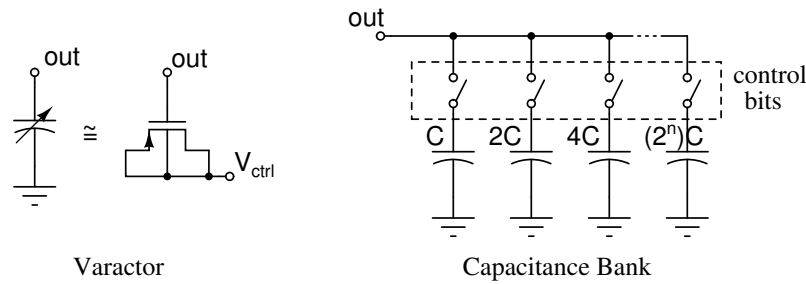 out
out
V_ctrl
Varactor
out
control
bits
C
2C
4C
(2^n)C
Capacitance Bank